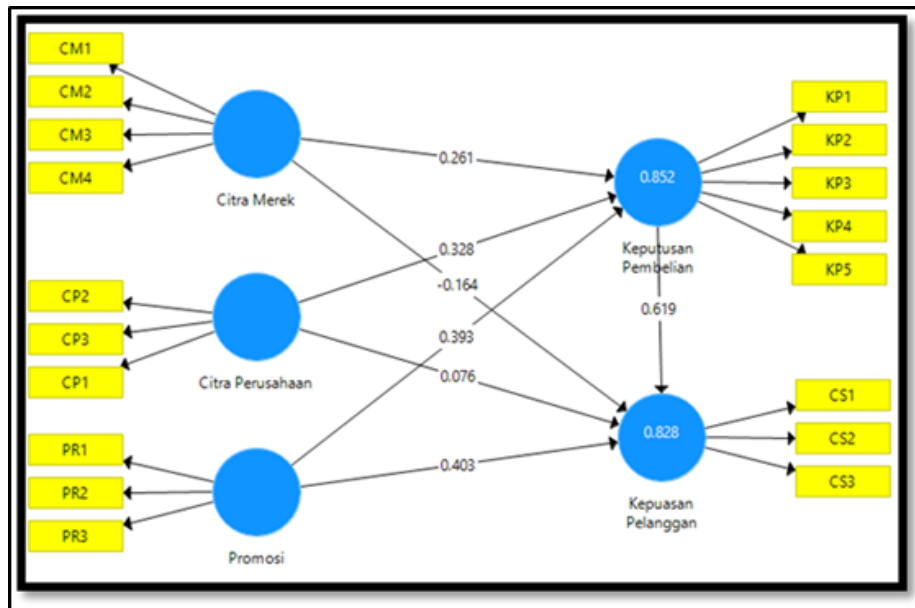 CM1
CM2
CM3
CM4
Citra Merek
CP2
CP3
CP1
Citra Perusahaan
PR1
PR2
PR3
Promosi
0.261
0.328
-0.164
0.393
0.076
0.403
0.852
Keputusan
Pembelian
0.619
0.828
Kepuasan
Pelanggan
KP1
KP2
KP3
KP4
KP5
CS1
CS2
CS3